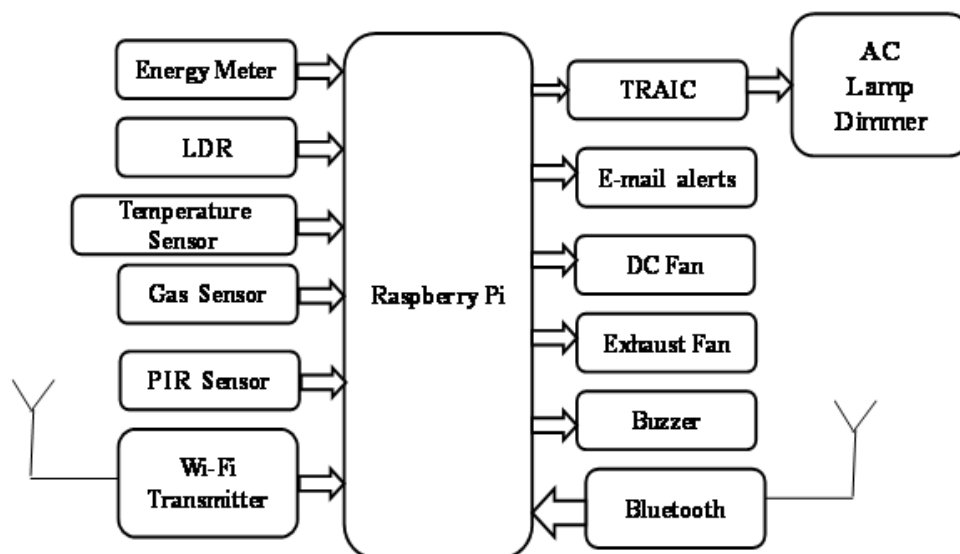 Energy Meter
LDR
Temperature
Sensor
Gas Sensor
PIR Sensor
Wi-Fi
Transmitter
Raspberry Pi
TRAIC
AC
Lamp
Dimmer
E-mail alerts
DC Fan
Exhaust Fan
Buzzer
Bluetooth